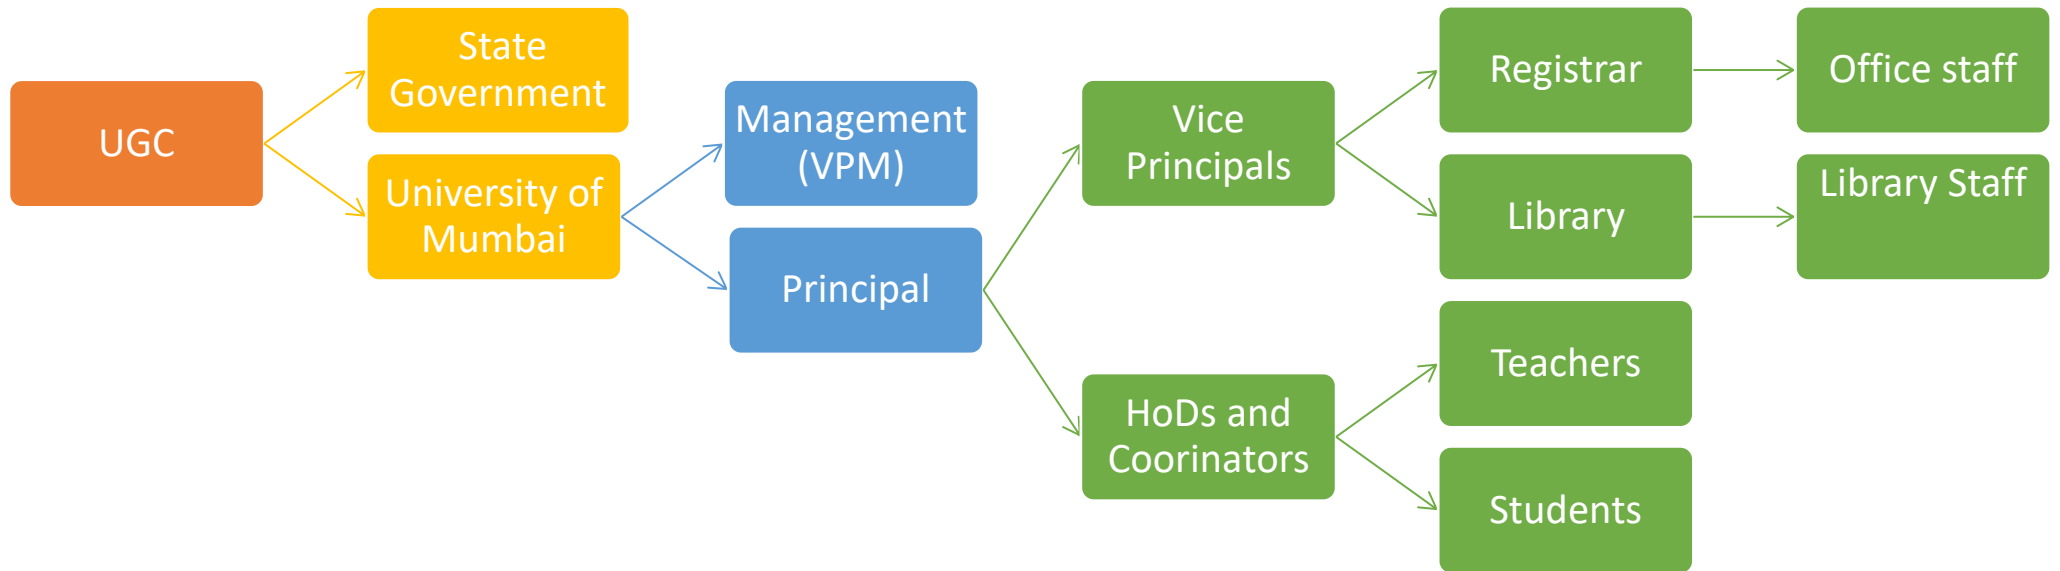 UGC
State
Government
University of
Mumbai
Management
(VPM)
Principal
Vice
Principals
HoDs and
Coorinators
Registrar
Library
Teachers
Students
Office staff
Library Staff